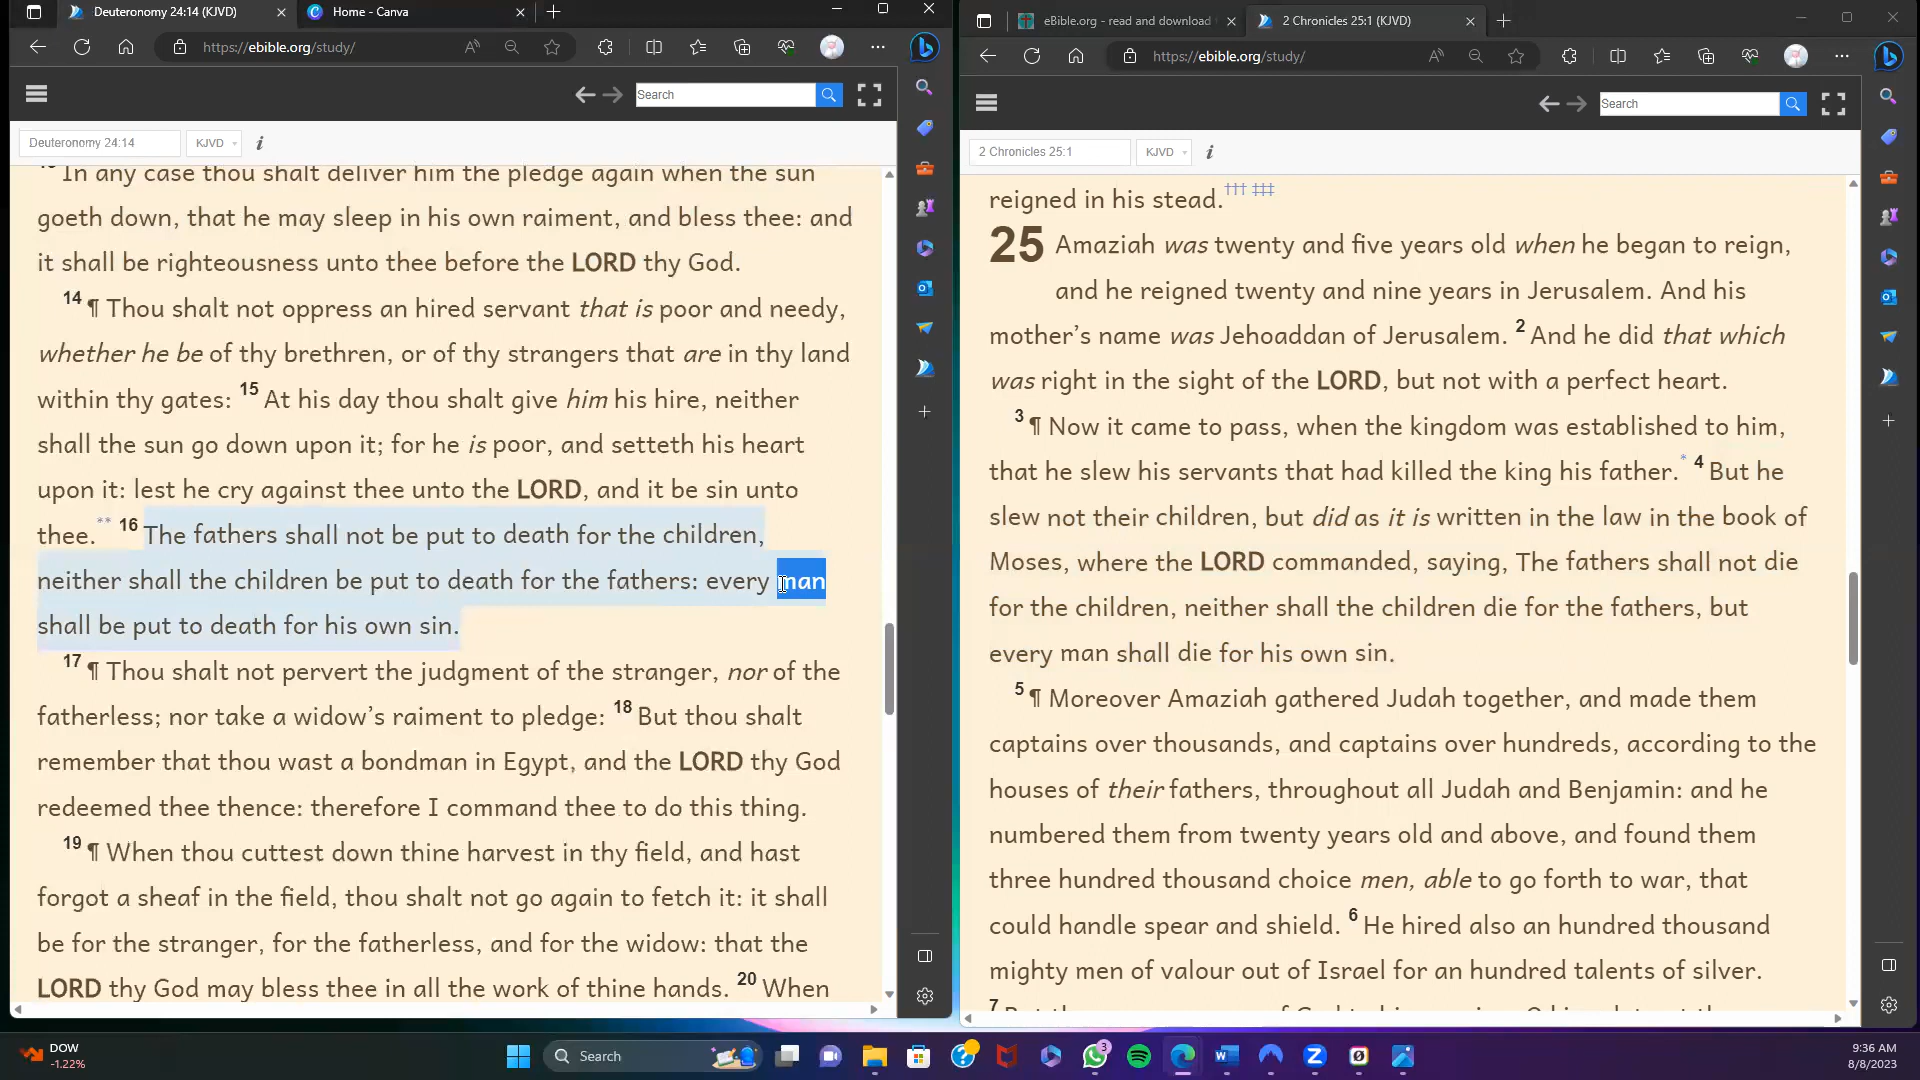 Deuteronomy 24:14 (KJVD)
Home - Canva
https://ebible.org/study/
Search
Deuteronomy 24:14
KJVD
i
In any case thou shalt deliver him the pledge again when the sun
goeth down, that he may sleep in his own raiment, and bless thee: and
it shall be righteousness unto thee before the LORD thy God.
14 ¶ Thou shalt not oppress an hired servant that is poor and needy,
whether he be of thy brethren, or of thy strangers that are in thy land
within thy gates: 15 At his day thou shalt give him his hire, neither
shall the sun go down upon it; for he is poor, and setteth his heart
upon it: lest he cry against thee unto the LORD, and it be sin unto
thee. ** 16 The fathers shall not be put to death for the children,
neither shall the children be put to death for the fathers: every man
shall be put to death for his own sin.
17 ¶ Thou shalt not pervert the judgment of the stranger, nor of the
fatherless; nor take a widow’s raiment to pledge: 18 But thou shalt
remember that thou wast a bondman in Egypt, and the LORD thy God
redeemed thee thence: therefore I command thee to do this thing.
19 ¶ When thou cuttest down thine harvest in thy field, and hast
forgot a sheaf in the field, thou shalt not go again to fetch it: it shall
be for the stranger, for the fatherless, and for the widow: that the
LORD thy God may bless thee in all the work of thine hands. 20 When
eBible.org - read and download
2 Chronicles 25:1 (KJVD)
https://ebible.org/study/
Search
2 Chronicles 25:1
KJVD
i
reigned in his stead. ††† ‡‡‡
25 Amaziah was twenty and five years old when he began to reign,
and he reigned twenty and nine years in Jerusalem. And his
mother’s name was Jehoaddan of Jerusalem. 2 And he did that which
was right in the sight of the LORD, but not with a perfect heart.
3 ¶ Now it came to pass, when the kingdom was established to him,
that he slew his servants that had killed the king his father. * 4 But he
slew not their children, but did as it is written in the law in the book of
Moses, where the LORD commanded, saying, The fathers shall not die
for the children, neither shall the children die for the fathers, but
every man shall die for his own sin.
5 ¶ Moreover Amaziah gathered Judah together, and made them
captains over thousands, and captains over hundreds, according to the
houses of their fathers, throughout all Judah and Benjamin: and he
numbered them from twenty years old and above, and found them
three hundred thousand choice men, able to go forth to war, that
could handle spear and shield. 6 He hired also an hundred thousand
mighty men of valour out of Israel for an hundred talents of silver.
7
DOW
-1.22%
Search
3
9:36 AM
8/8/2023